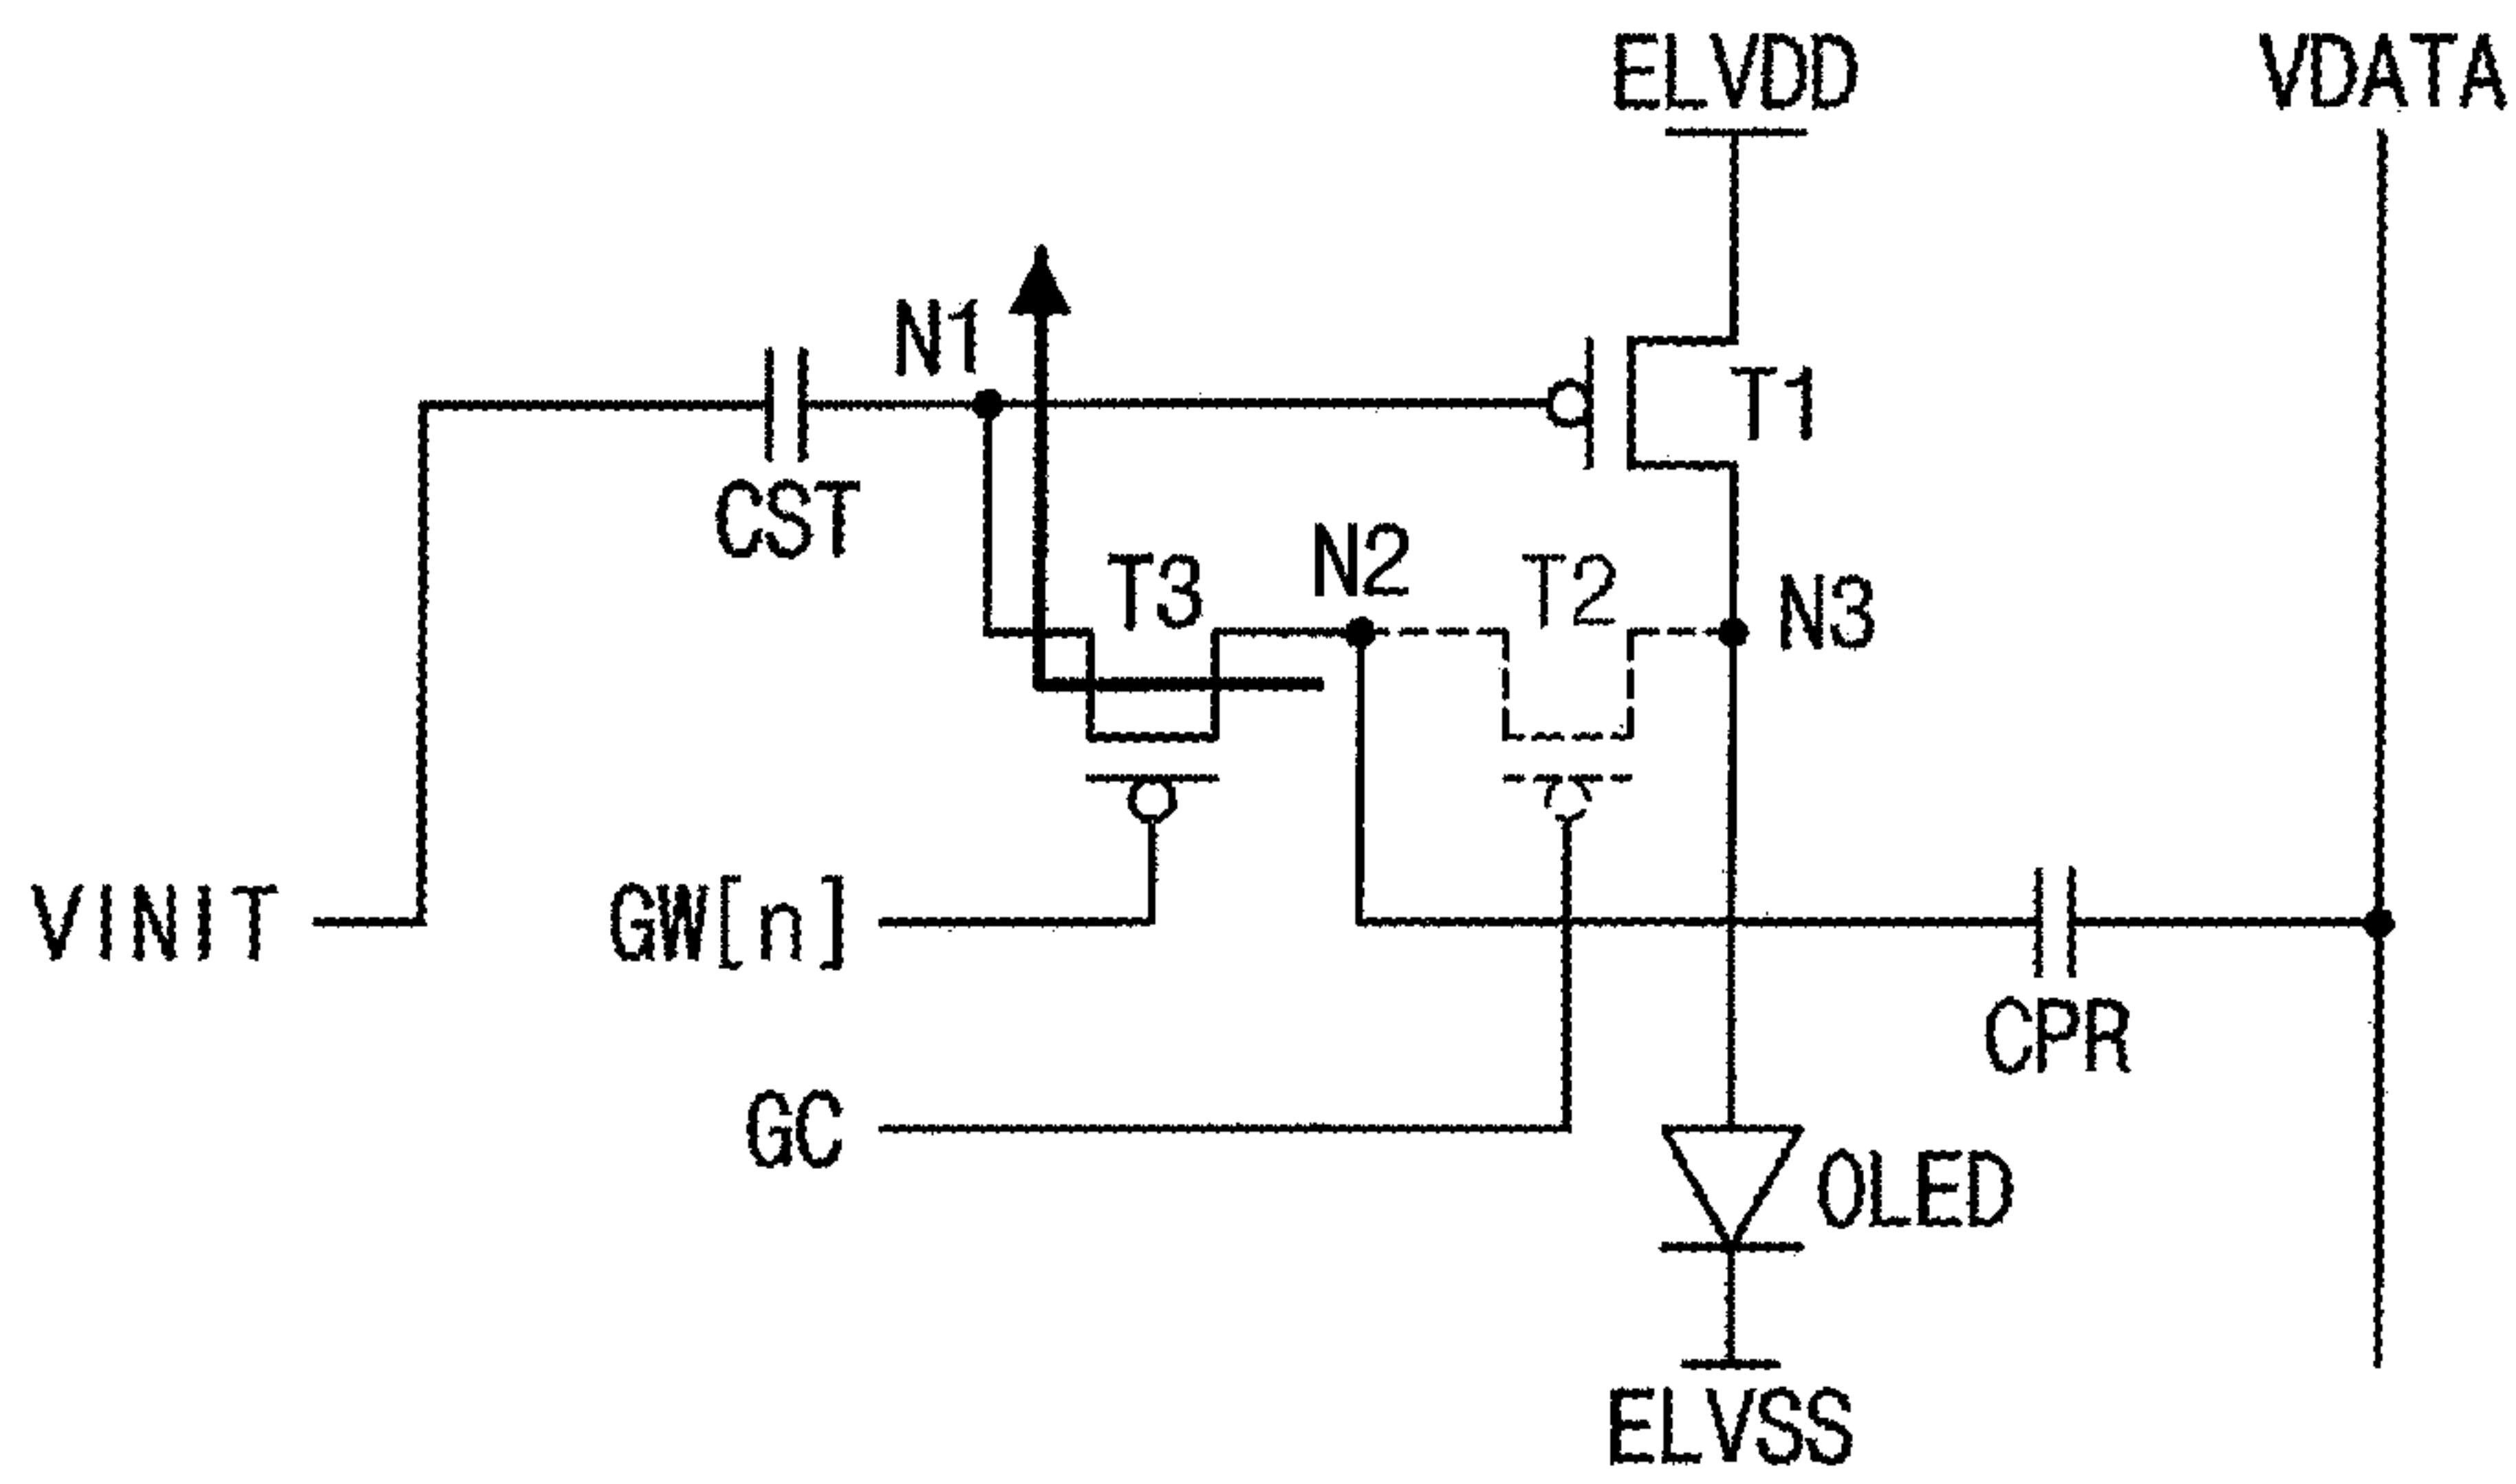 ELVDD
VDATA
N1
T1
CST
T3
N2
T2
N3
VINIT
GW[n]
CPR
GC
OLED
ELVSS